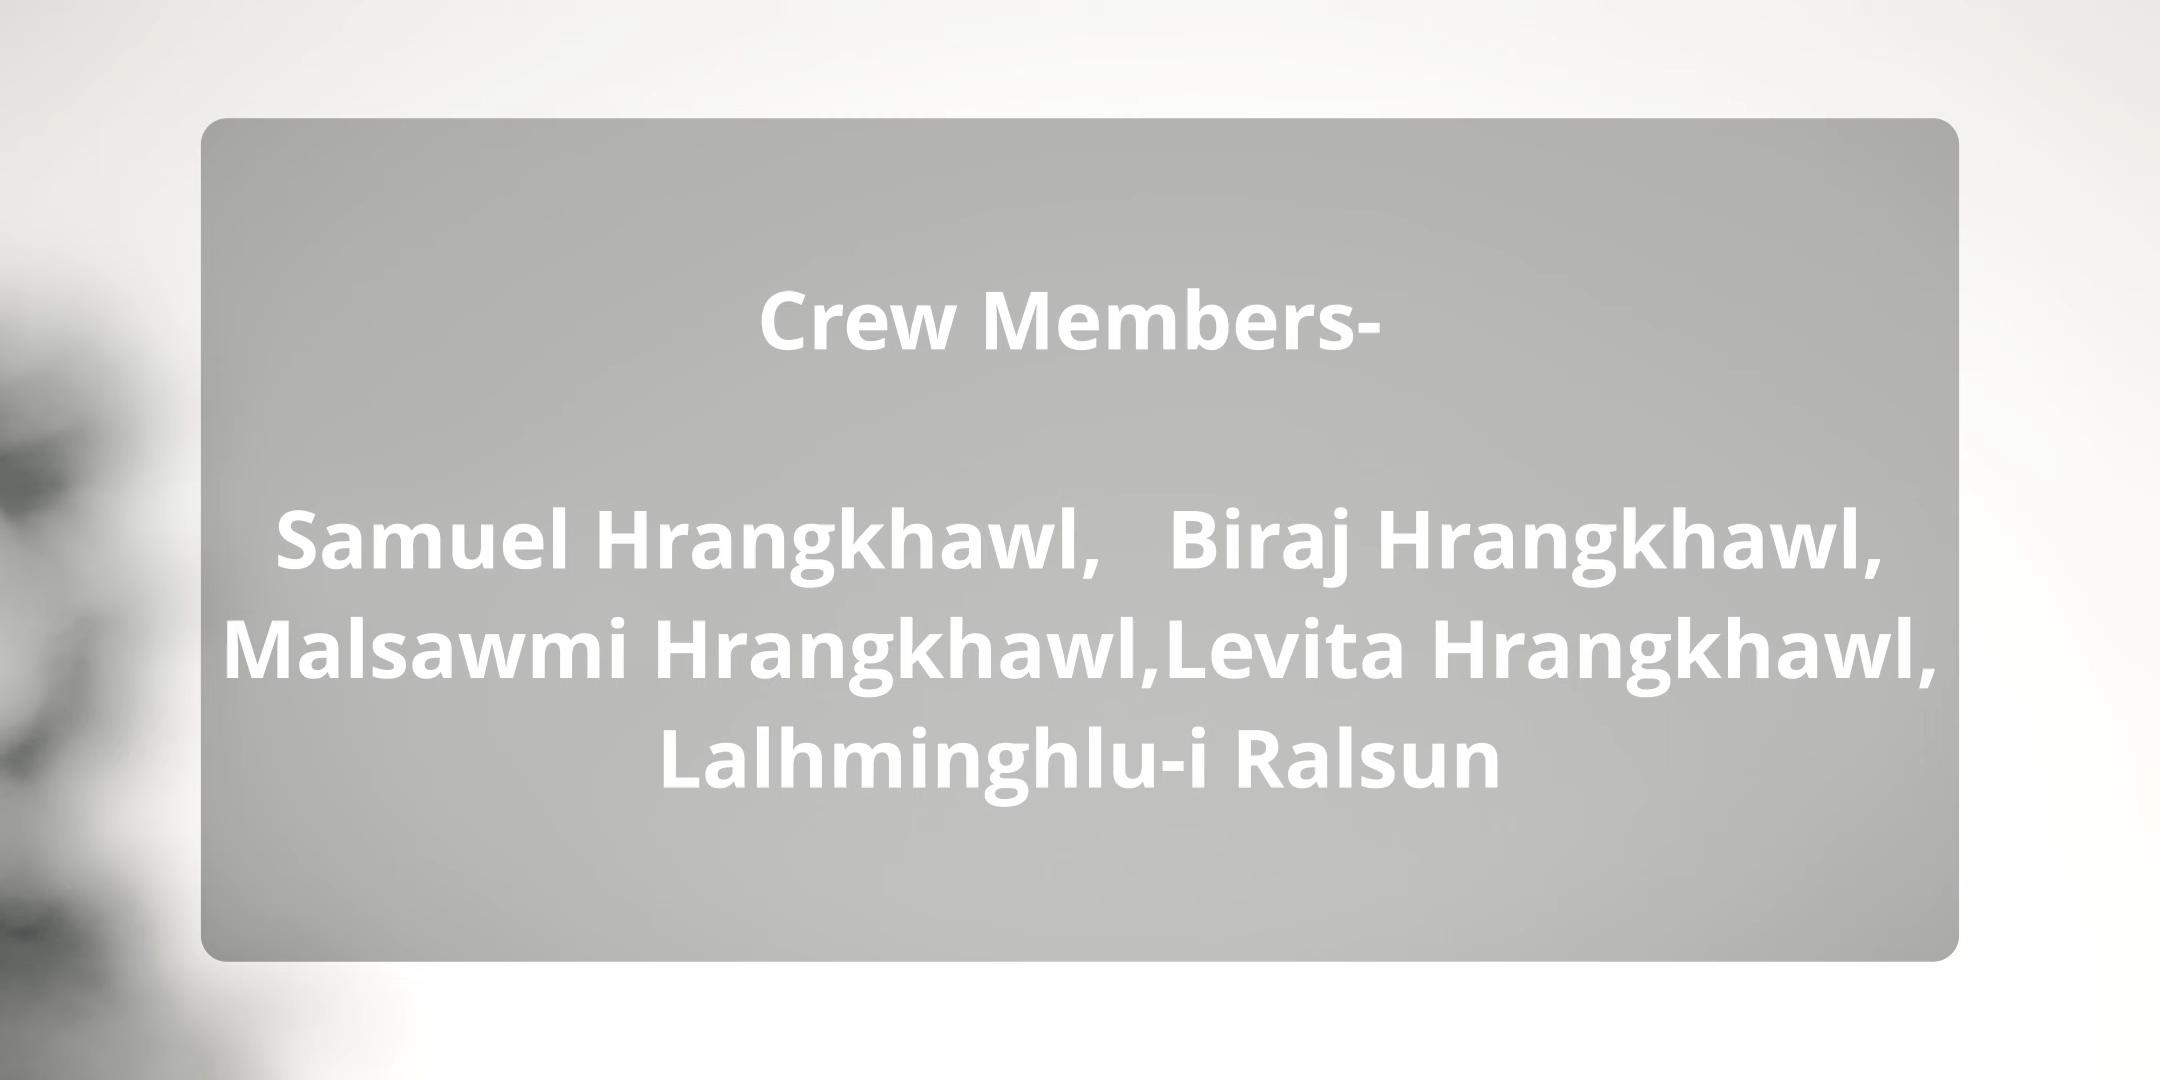 Crew Members-
Samuel Hrangkhawl,   Biraj Hrangkhawl,
Malsawmi Hrangkhawl,Levita Hrangkhawl,
Lalhminghlu-i Ralsun